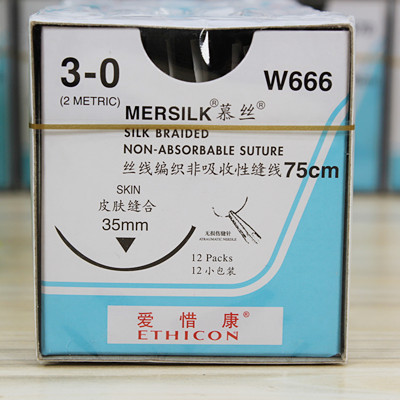 3-0
(2 METRIC)
W666
MERSILK® 慕丝®
SILK BRAIDED
NON-ABSORBABLE SUTURE
丝线编织非吸收性缝线 75cm
SKIN
皮肤缝合
35mm
无损伤缝针
ATRAUMATIC NEEDLE
12 Packs
12 小包装
爱惜康®
ETHICON